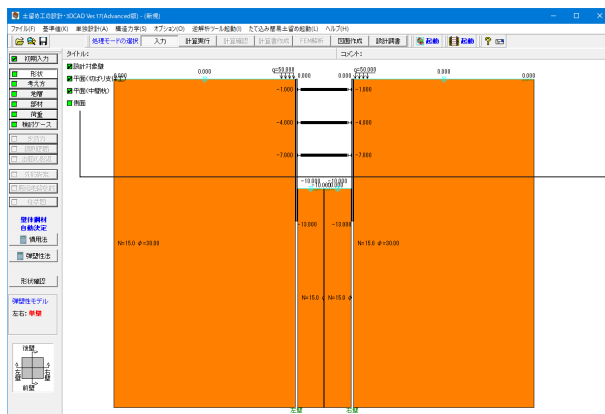 土留め工の設計・3DCAD Ver.17(Advanced版) - (新規)
ファイル(F) 基準値(K) 単独設計(A) 構造力学(S) オプション(O) 逆解析ツール起動(I) たて込み簡易土留め起動(L) ヘルプ(H)
処理モードの選択 入力 計算実行 計算確認 計算書作成 FEM解析 図面作成 設計調書 起動 起動
初期入力 タイトル: コメント:
形状
考え方
地層
部材
荷重
検討ケース
設計対象壁
平面(切ばり支保工)
平面(中間杭)
側面
壁体鋼材
自動決定
慣用法
弾塑性法
形状確認
弾塑性モデル
左右: 単壁
後壁
左壁
右壁
前壁
0.000 0.000 q=50.000 0.000 0.000 q=50.000 0.000 0.000
-1.000 -1.000
-4.000 -4.000
-7.000 -7.000
-10.000 -10.000
-13.000 -13.000
N=15.0 φ=30.00 N=15.0 φ=30.00
N=15.0 φ N=15.0 φ
左壁 右壁